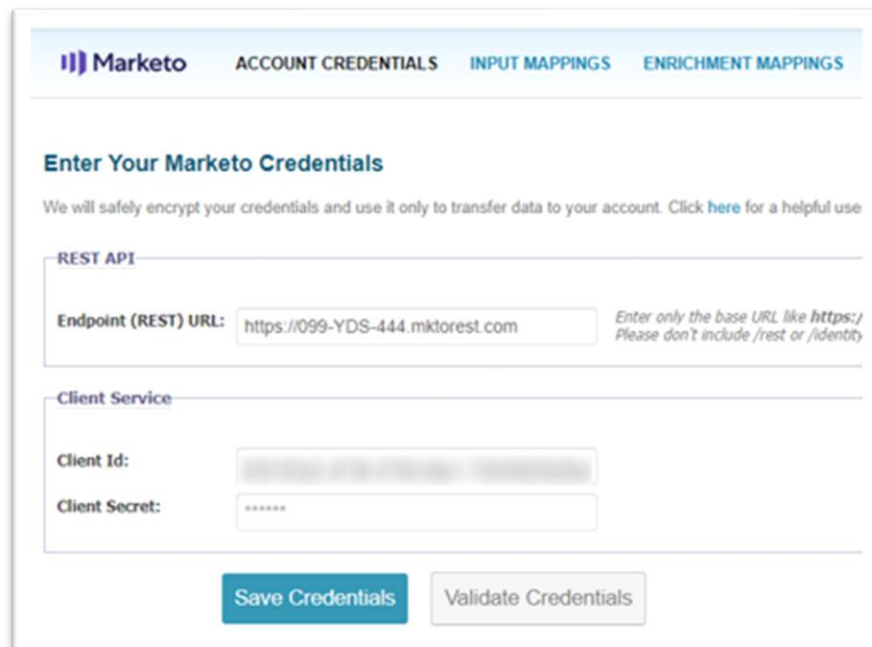 Marketo ACCOUNT CREDENTIALS INPUT MAPPINGS ENRICHMENT MAPPINGS
Enter Your Marketo Credentials
We will safely encrypt your credentials and use it only to transfer data to your account. Click here for a helpful use
REST API
Endpoint (REST) URL: https://099-YDS-444.mktorest.com Enter only the base URL like https:/
Please don't include /rest or /identity
Client Service
Client Id:
Client Secret: ******
Save Credentials Validate Credentials